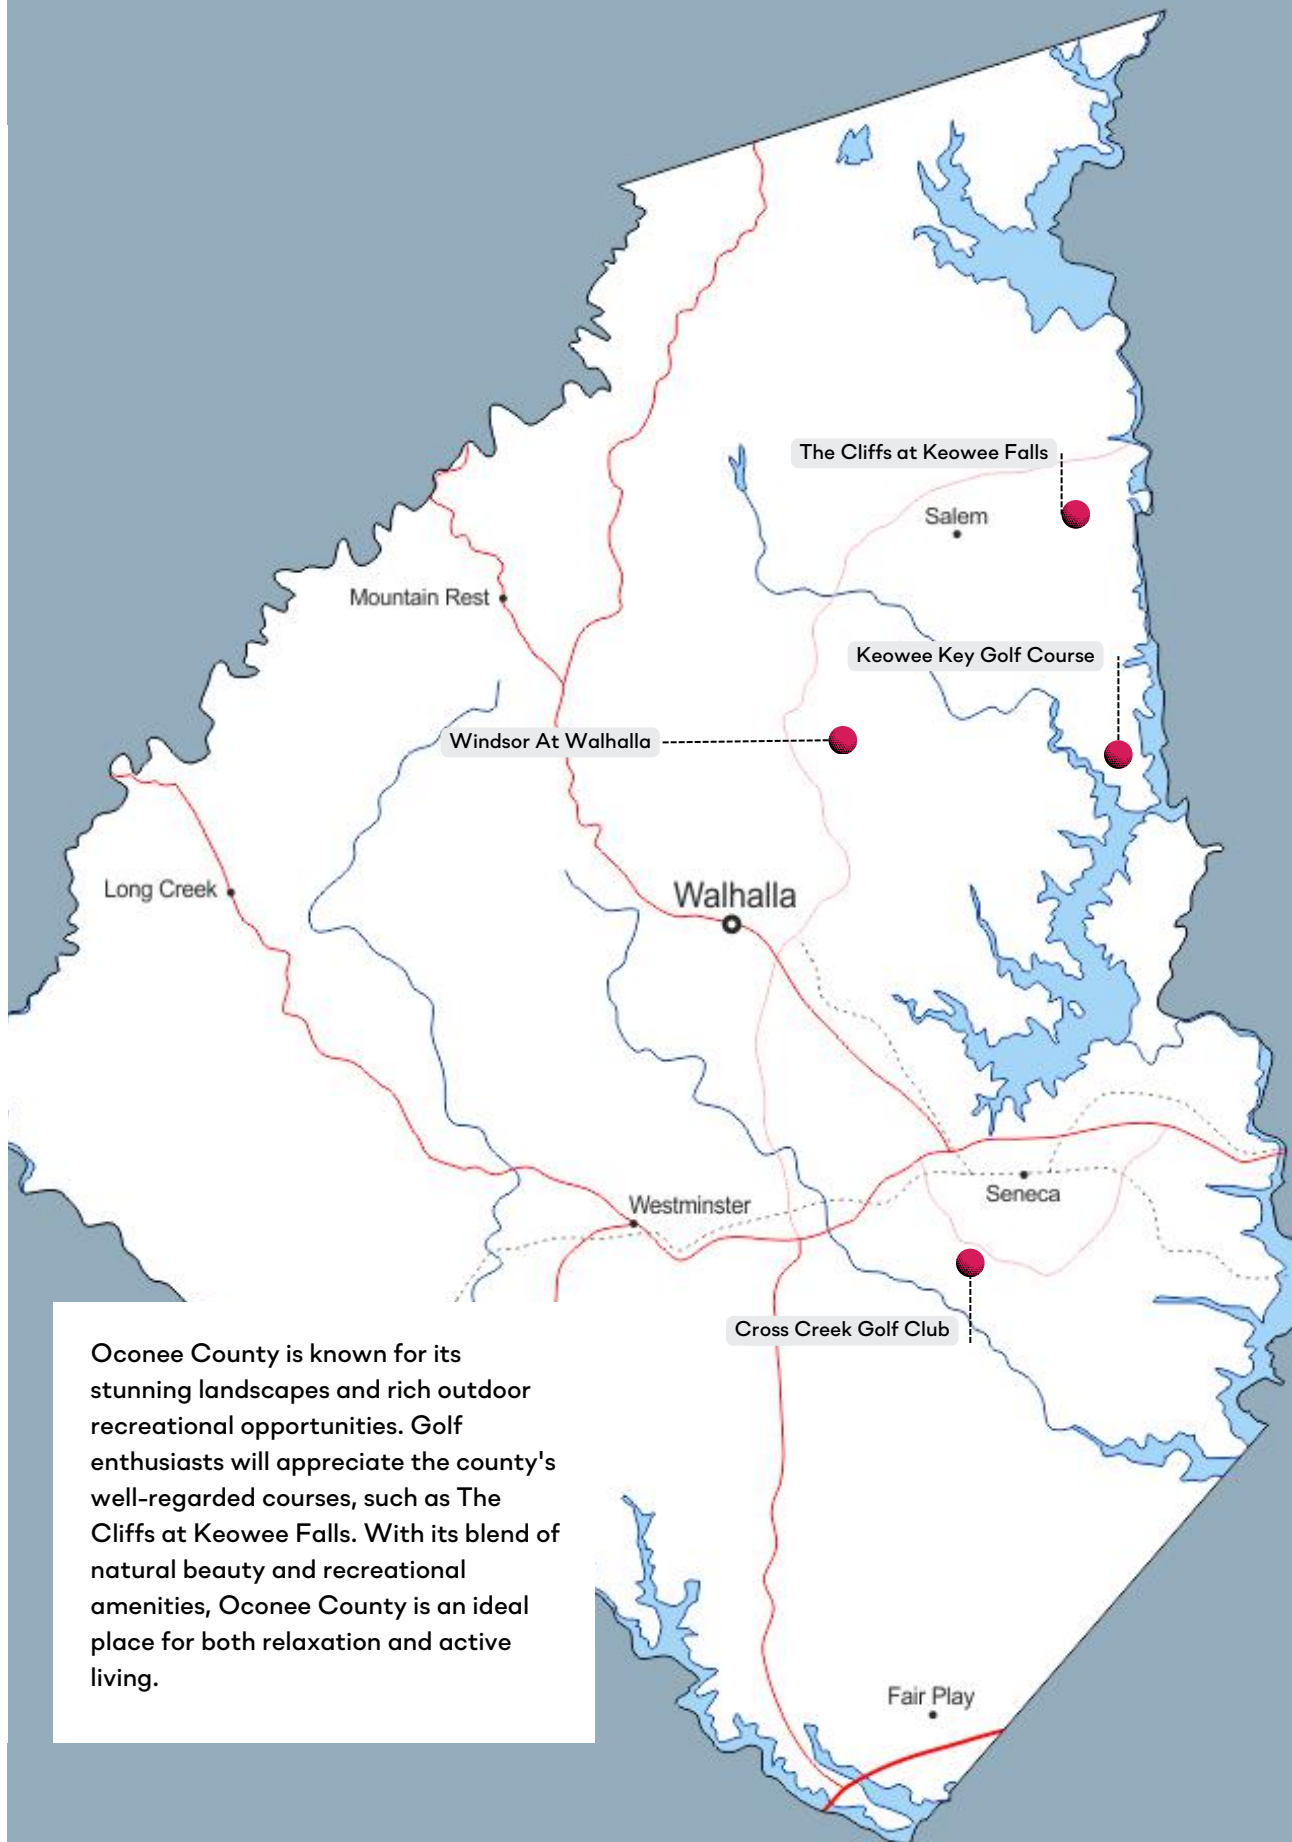 The Cliffs at Keowee Falls
Salem
Mountain Rest
Keowee Key Golf Course
Windsor At Walhalla
Long Creek
Walhalla
Seneca
Westminster
Cross Creek Golf Club
Oconee County is known for its
stunning landscapes and rich outdoor
recreational opportunities. Golf
enthusiasts will appreciate the county's
well-regarded courses, such as The
Cliffs at Keowee Falls. With its blend of
natural beauty and recreational
amenities, Oconee County is an ideal
place for both relaxation and active
living.
Fair Play